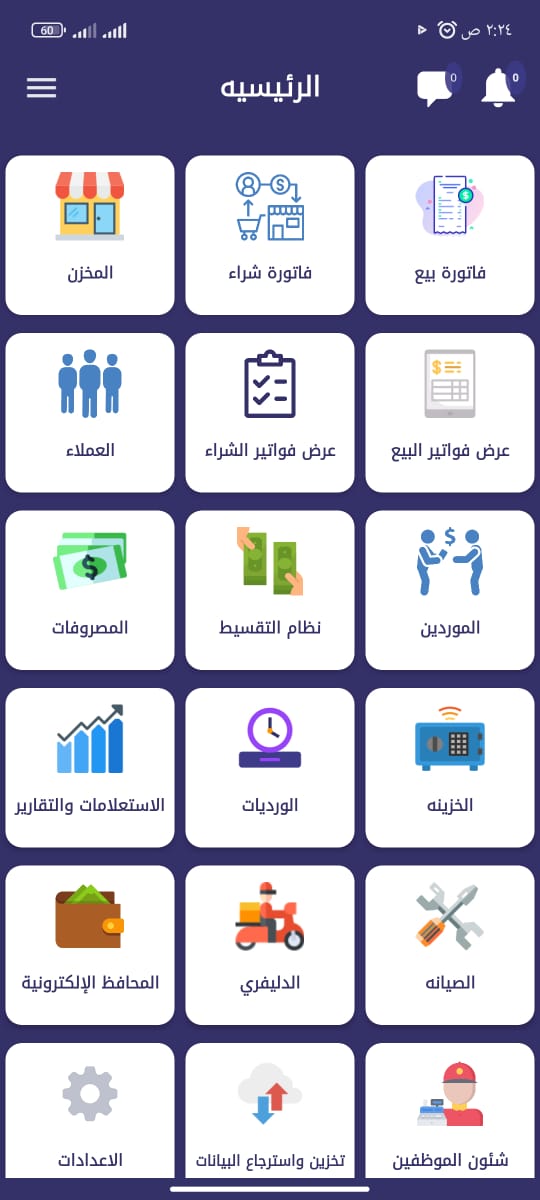 ٢:٢٤ ص
60
الرئيسيه
0
0
فاتورة بيع
فاتورة شراء
المخزن
عرض فواتير البيع
عرض فواتير الشراء
العملاء
الموردين
نظام التقسيط
المصروفات
الخزينه
الورديات
الاستعلامات والتقارير
الصيانه
الدليفري
المحافظ الإلكترونية
شئون الموظفين
تخزين واسترجاع البيانات
الاعدادات